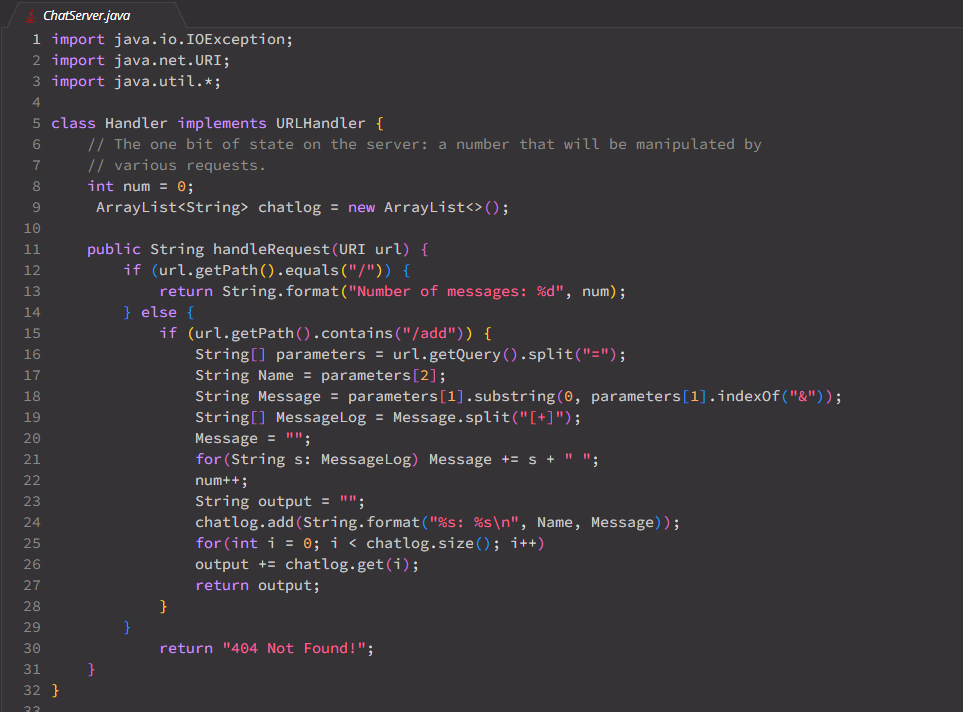 ChatServer.java
1 import java.io.IOException;
2 import java.net.URI;
3 import java.util.*;
4
5 class Handler implements URLHandler {
6     // The one bit of state on the server: a number that will be manipulated by
7     // various requests.
8     int num = 0;
9      ArrayList<String> chatlog = new ArrayList<>();
10
11     public String handleRequest(URI url) {
12         if (url.getPath().equals("/")) {
13             return String.format("Number of messages: %d", num);
14         } else {
15             if (url.getPath().contains("/add")) {
16                 String[] parameters = url.getQuery().split("=");
17                 String Name = parameters[2];
18                 String Message = parameters[1].substring(0, parameters[1].indexOf("&"));
19                 String[] MessageLog = Message.split("[+]");
20                 Message = "";
21                 for(String s: MessageLog) Message += s + " ";
22                 num++;
23                 String output = "";
24                 chatlog.add(String.format("%s: %s\n", Name, Message));
25                 for(int i = 0; i < chatlog.size(); i++)
26                 output += chatlog.get(i);
27                 return output;
28             }
29         }
30             return "404 Not Found!";
31     }
32 }
33